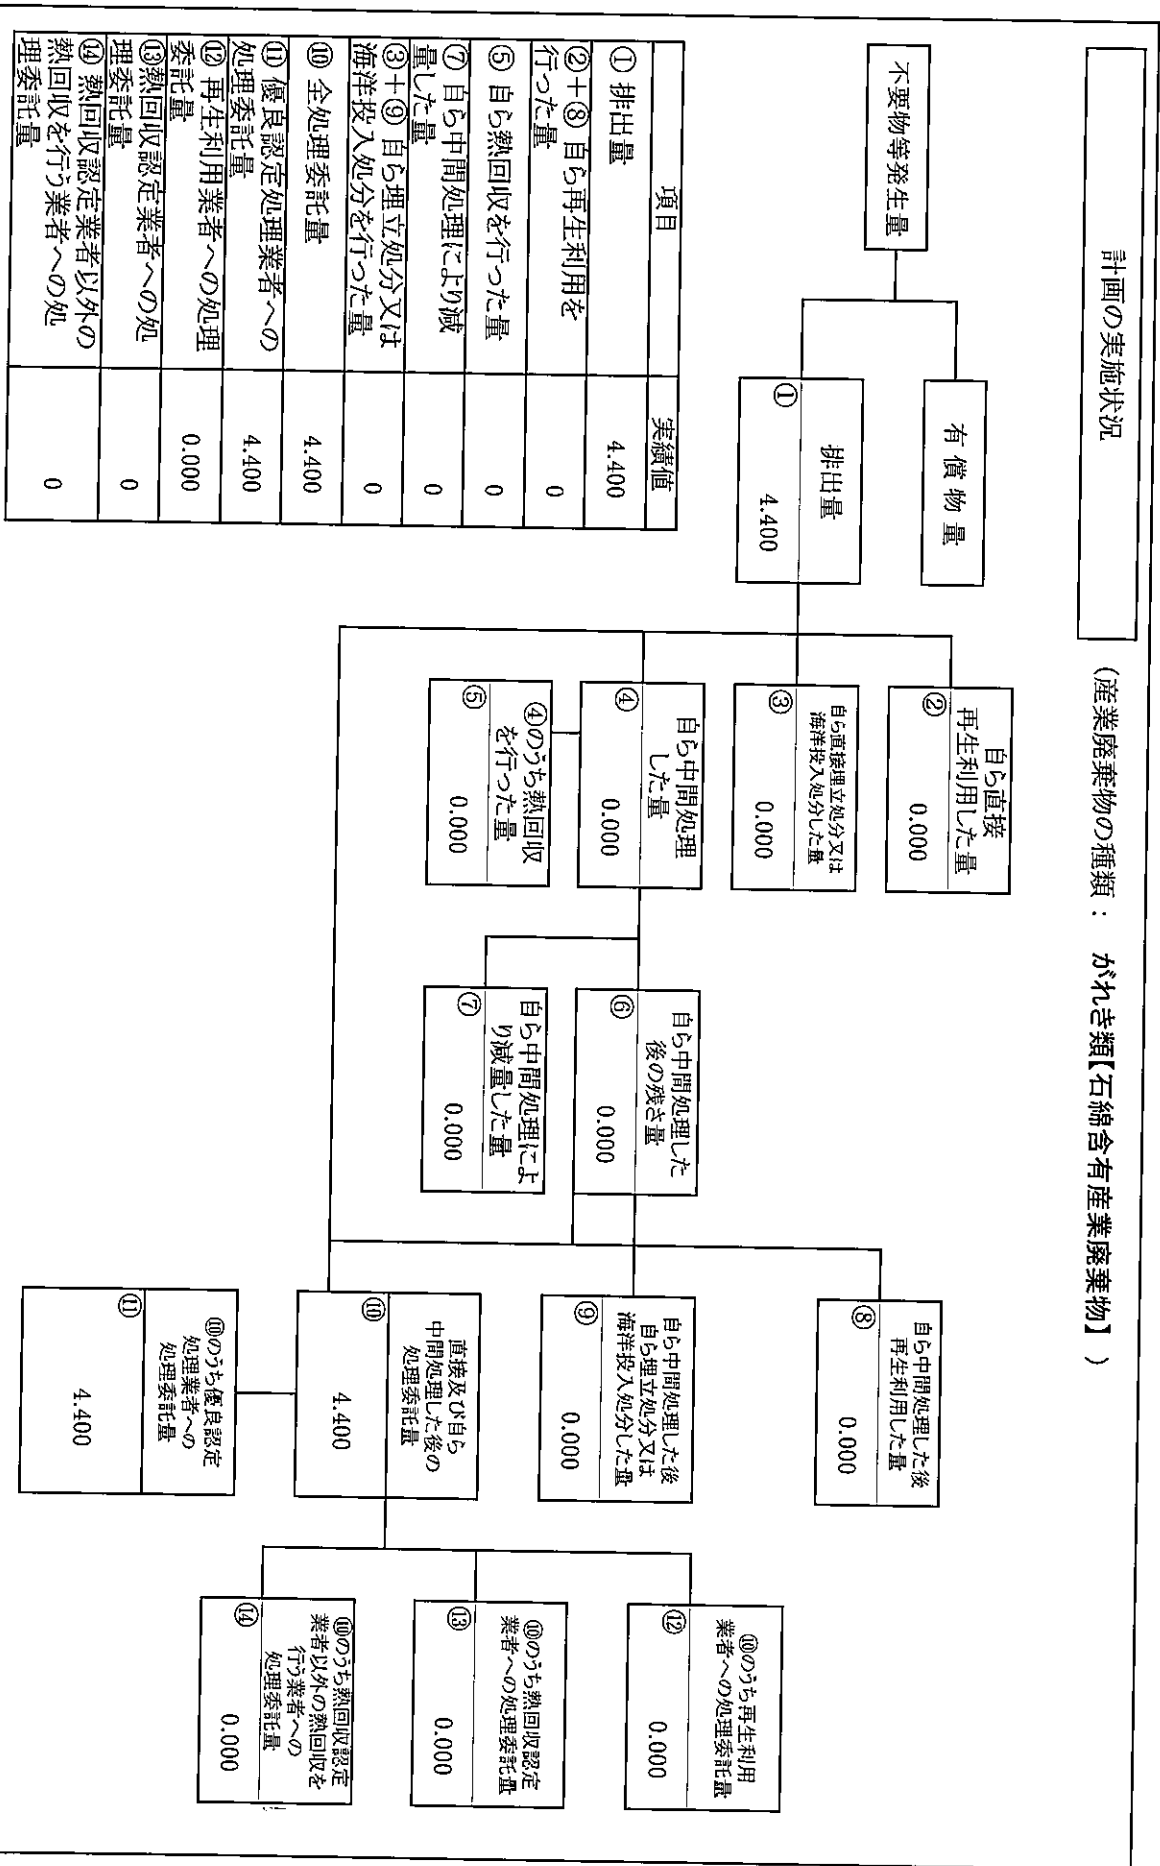 計画の実施状況
(産業廃棄物の種類： がれき類【石綿含有産業廃棄物】 )
不要物等発生量
有償物量
排出量
① 4.400
自ら直接
再生利用した量
② 0.000
自ら直接埋立処分又は
海洋投入処分した量
③ 0.000
自ら中間処理
した量
④ 0.000
④のうち熱回収
を行った量
⑤ 0.000
自ら中間処理した
後の残さ量
⑥ 0.000
自ら中間処理によ
り減量した量
⑦ 0.000
自ら中間処理した後
再生利用した量
⑧ 0.000
自ら中間処理した後
自ら埋立処分又は
海洋投入処分した量
⑨ 0.000
直接及び自ら
中間処理した後の
処理委託量
⑩ 4.400
⑩のうち優良認定
処理業者への
処理委託量
⑪ 4.400
⑩のうち再生利用
業者への処理委託量
⑫ 0.000
⑩のうち熱回収認定
業者への処理委託量
⑬ 0.000
⑩のうち熱回収認定
業者以外の熱回収を
行う業者への
処理委託量
⑭ 0.000
項目 実績値
① 排出量 4.400
②＋⑧ 自ら再生利用を
行った量 0
⑤ 自ら熱回収を行った量 0
⑦ 自ら中間処理により減
量した量 0
③＋⑨ 自ら埋立処分又は
海洋投入処分を行った量 0
⑩ 全処理委託量 4.400
⑪ 優良認定処理業者への
処理委託量 4.400
⑫ 再生利用業者への処理
委託量 0.000
⑬熱回収認定業者への処
理委託量 0
⑭ 熱回収認定業者以外の
熱回収を行う業者への処
理委託量 0